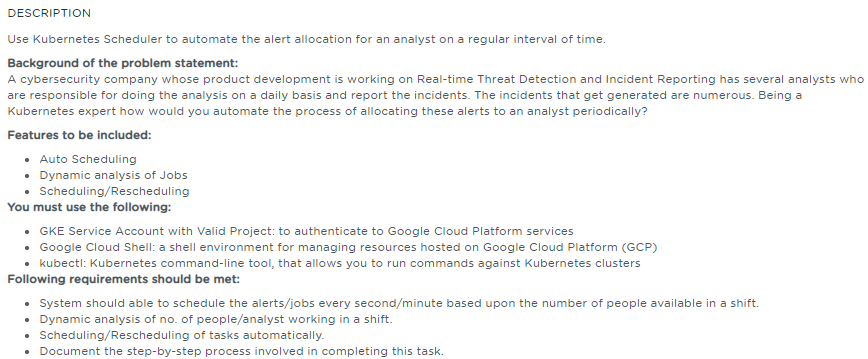 DESCRIPTION
Use Kubernetes Scheduler to automate the alert allocation for an analyst on a regular interval of time.
Background of the problem statement:
A cybersecurity company whose product development is working on Real-time Threat Detection and Incident Reporting has several analysts who
are responsible for doing the analysis on a daily basis and report the incidents. The incidents that get generated are numerous. Being a
Kubernetes expert how would you automate the process of allocating these alerts to an analyst periodically?
Features to be included:
• Auto Scheduling
• Dynamic analysis of Jobs
• Scheduling/Rescheduling
You must use the following:
• GKE Service Account with Valid Project: to authenticate to Google Cloud Platform services
• Google Cloud Shell: a shell environment for managing resources hosted on Google Cloud Platform (GCP)
• kubectl: Kubernetes command-line tool, that allows you to run commands against Kubernetes clusters
Following requirements should be met:
• System should able to schedule the alerts/jobs every second/minute based upon the number of people available in a shift.
• Dynamic analysis of no. of people/analyst working in a shift.
• Scheduling/Rescheduling of tasks automatically.
• Document the step-by-step process involved in completing this task.